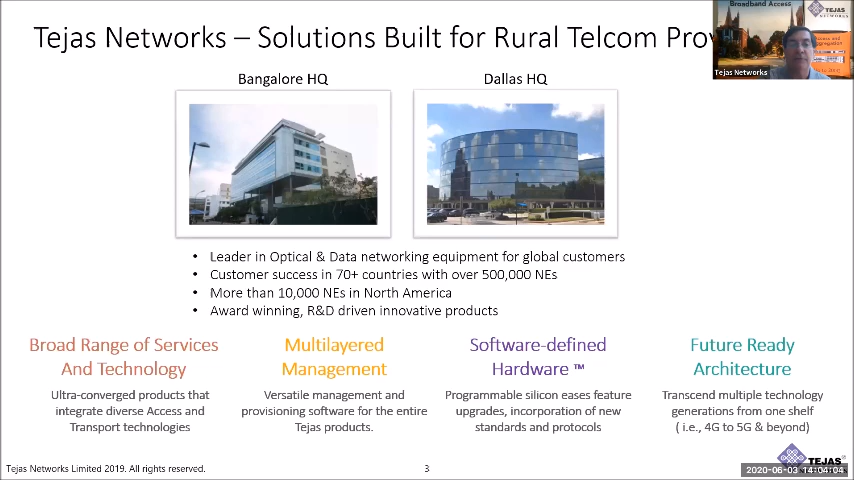 Tejas Networks – Solutions Built for Rural Telcom Pro
Broadband Access
TEJAS
NETWORKS
Tejas Networks
Bangalore HQ
Dallas HQ
• Leader in Optical & Data networking equipment for global customers
• Customer success in 70+ countries with over 500,000 NEs
• More than 10,000 NEs in North America
• Award winning, R&D driven innovative products
Broad Range of Services
And Technology
Ultra-converged products that
integrate diverse Access and
Transport technologies
Multilayered
Management
Versatile management and
provisioning software for the entire
Tejas products.
Software-defined
Hardware ™
Programmable silicon eases feature
upgrades, incorporation of new
standards and protocols
Future Ready
Architecture
Transcend multiple technology
generations from one shelf
( i.e., 4G to 5G & beyond)
Tejas Networks Limited 2019. All rights reserved.
3
TEJAS
2020-06-03 14:04:04